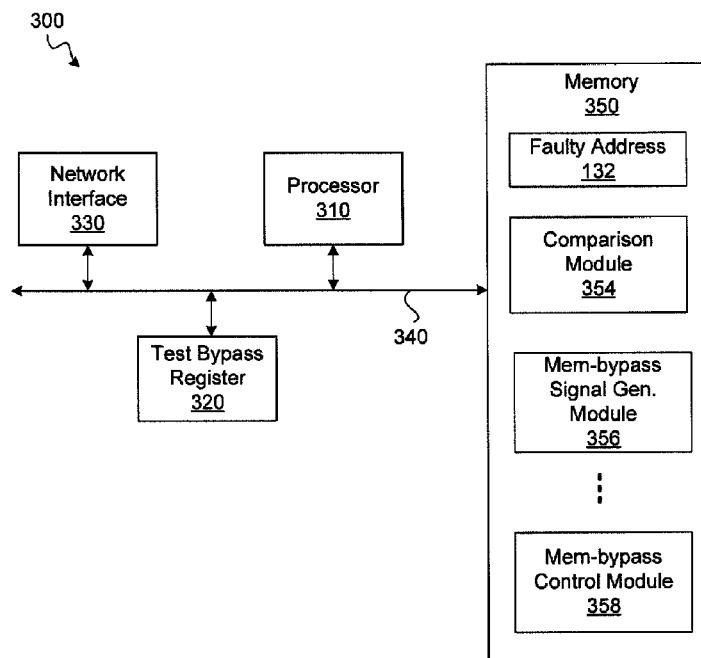 300
Memory
350
Faulty Address
132
Network
Interface
330
Processor
310
Comparison
Module
354
340
Test Bypass
Register
320
Mem-bypass
Signal Gen.
Module
356
Mem-bypass
Control Module
358